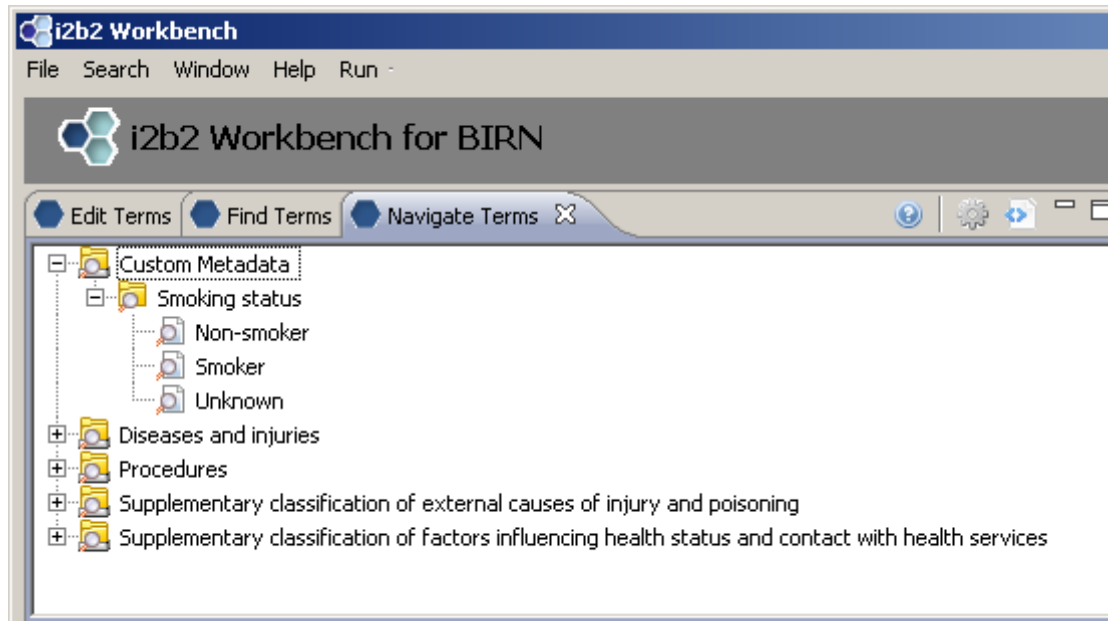 i2b2 Workbench
File Search Window Help Run
i2b2 Workbench for BIRN
Edit Terms Find Terms Navigate Terms
Custom Metadata
Smoking status
Non-smoker
Smoker
Unknown
Diseases and injuries
Procedures
Supplementary classification of external causes of injury and poisoning
Supplementary classification of factors influencing health status and contact with health services